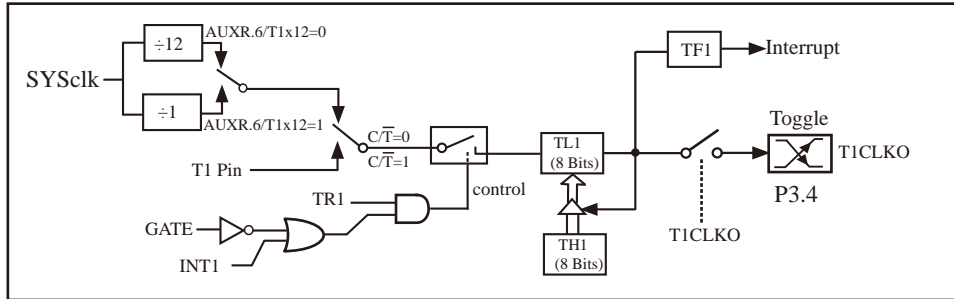 AUXR.6/T1x12=0
÷12
SYSclk
÷1
AUXR.6/T1x12=1
T1 Pin
C/T̅=0
C/T̅=1
TR1
GATE
INT1
control
TL1
(8 Bits)
TH1
(8 Bits)
TF1
Interrupt
Toggle
T1CLKO
P3.4
T1CLKO